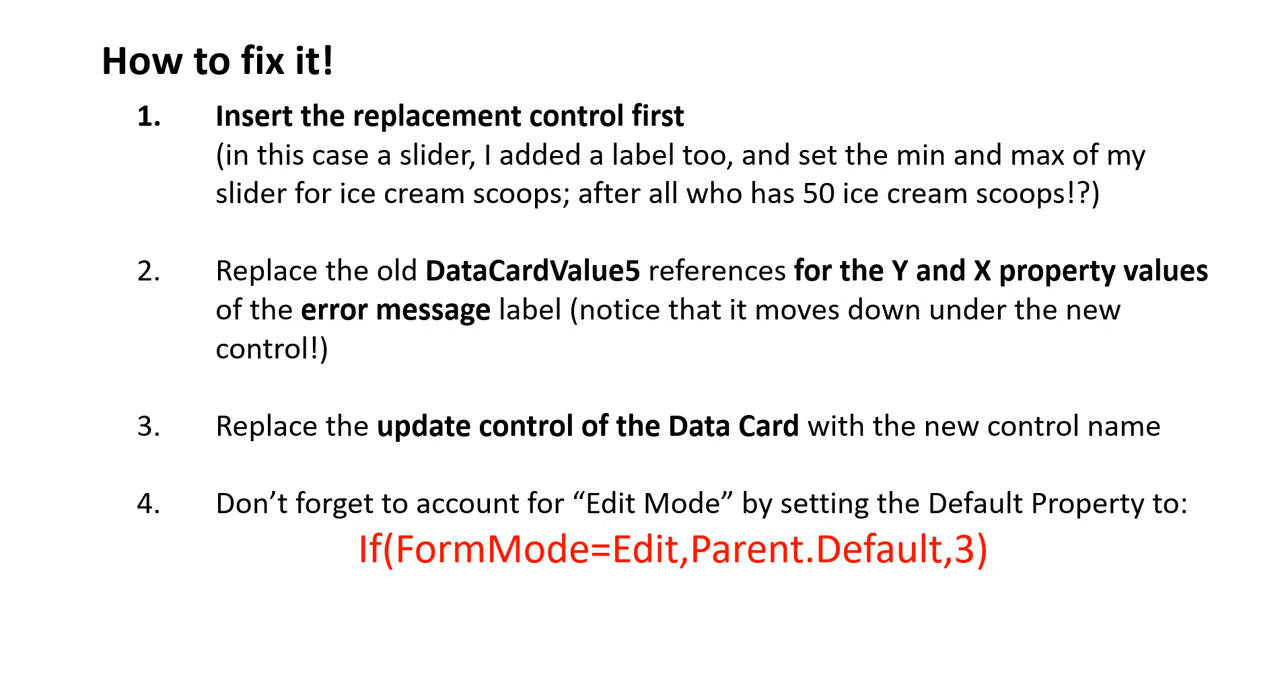 How to fix it!
1. Insert the replacement control first
(in this case a slider, I added a label too, and set the min and max of my
slider for ice cream scoops; after all who has 50 ice cream scoops!?)
2. Replace the old DataCardValue5 references for the Y and X property values
of the error message label (notice that it moves down under the new
control!)
3. Replace the update control of the Data Card with the new control name
4. Don’t forget to account for “Edit Mode” by setting the Default Property to:
If(FormMode=Edit,Parent.Default,3)